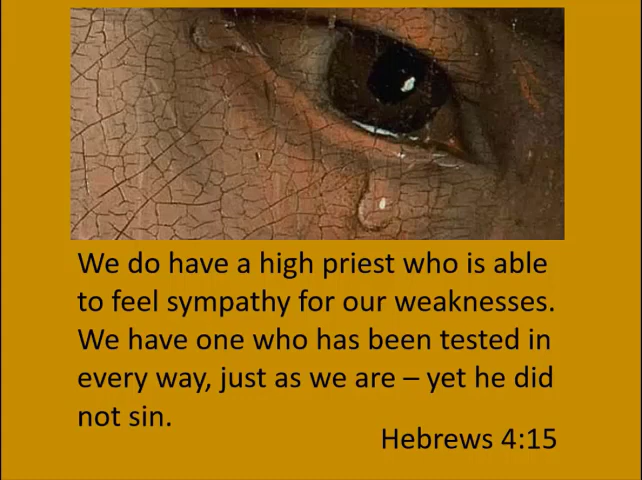 We do have a high priest who is able
to feel sympathy for our weaknesses.
We have one who has been tested in
every way, just as we are – yet he did
not sin.
Hebrews 4:15